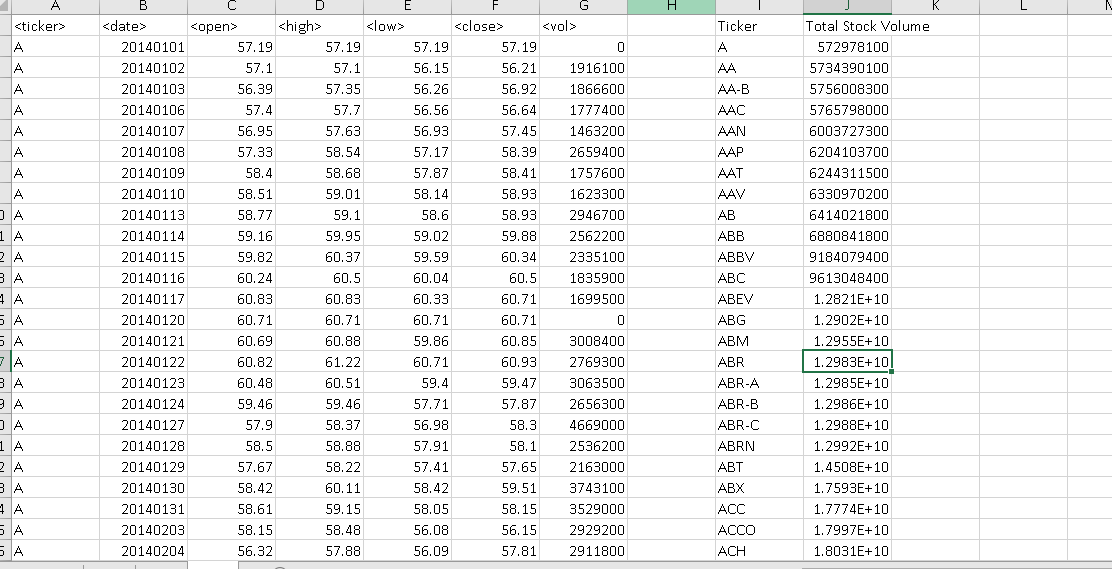 A B C D E F G H I J K L
<ticker> <date> <open> <high> <low> <close> <vol> Ticker Total Stock Volume
A 20140101 57.19 57.19 57.19 57.19 0 A 572978100
A 20140102 57.1 57.1 56.15 56.21 1916100 AA 5734390100
A 20140103 56.39 57.35 56.26 56.92 1866600 AA-B 5756008300
A 20140106 57.4 57.7 56.56 56.64 1777400 AAC 5765798000
A 20140107 56.95 57.63 56.93 57.45 1463200 AAN 6003727300
A 20140108 57.33 58.54 57.17 58.39 2659400 AAP 6204103700
A 20140109 58.4 58.68 57.87 58.41 1757600 AAT 6244311500
A 20140110 58.51 59.01 58.14 58.93 1623300 AAV 6330970200
A 20140113 58.77 59.1 58.6 58.93 2946700 AB 6414021800
A 20140114 59.16 59.95 59.02 59.88 2562200 ABB 6880841800
A 20140115 59.82 60.37 59.59 60.34 2335100 ABBV 9184079400
A 20140116 60.24 60.5 60.04 60.5 1835900 ABC 9613048400
A 20140117 60.83 60.83 60.33 60.71 1699500 ABEV 1.2821E+10
A 20140120 60.71 60.71 60.71 60.71 0 ABG 1.2902E+10
A 20140121 60.69 60.88 59.86 60.85 3008400 ABM 1.2955E+10
A 20140122 60.82 61.22 60.71 60.93 2769300 ABR 1.2983E+10
A 20140123 60.48 60.51 59.4 59.47 3063500 ABR-A 1.2985E+10
A 20140124 59.46 59.46 57.71 57.87 2656300 ABR-B 1.2986E+10
A 20140127 57.9 58.37 56.98 58.3 4669000 ABR-C 1.2988E+10
A 20140128 58.5 58.88 57.91 58.1 2536200 ABRN 1.2992E+10
A 20140129 57.67 58.22 57.41 57.65 2163000 ABT 1.4508E+10
A 20140130 58.42 60.11 58.42 59.51 3743100 ABX 1.7593E+10
A 20140131 58.61 59.15 58.05 58.15 3529000 ACC 1.7774E+10
A 20140203 58.15 58.48 56.08 56.15 2929200 ACCO 1.7997E+10
A 20140204 56.32 57.88 56.09 57.81 2911800 ACH 1.8031E+10